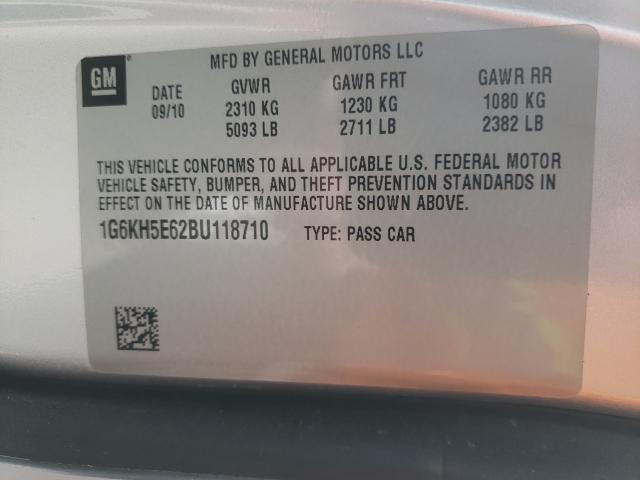 MFD BY GENERAL MOTORS LLC
GM
DATE GVWR GAWR FRT GAWR RR
09/10 2310 KG 1230 KG 1080 KG
5093 LB 2711 LB 2382 LB
THIS VEHICLE CONFORMS TO ALL APPLICABLE U.S. FEDERAL MOTOR
VEHICLE SAFETY, BUMPER, AND THEFT PREVENTION STANDARDS IN
EFFECT ON THE DATE OF MANUFACTURE SHOWN ABOVE.
1G6KH5E62BU118710 TYPE: PASS CAR